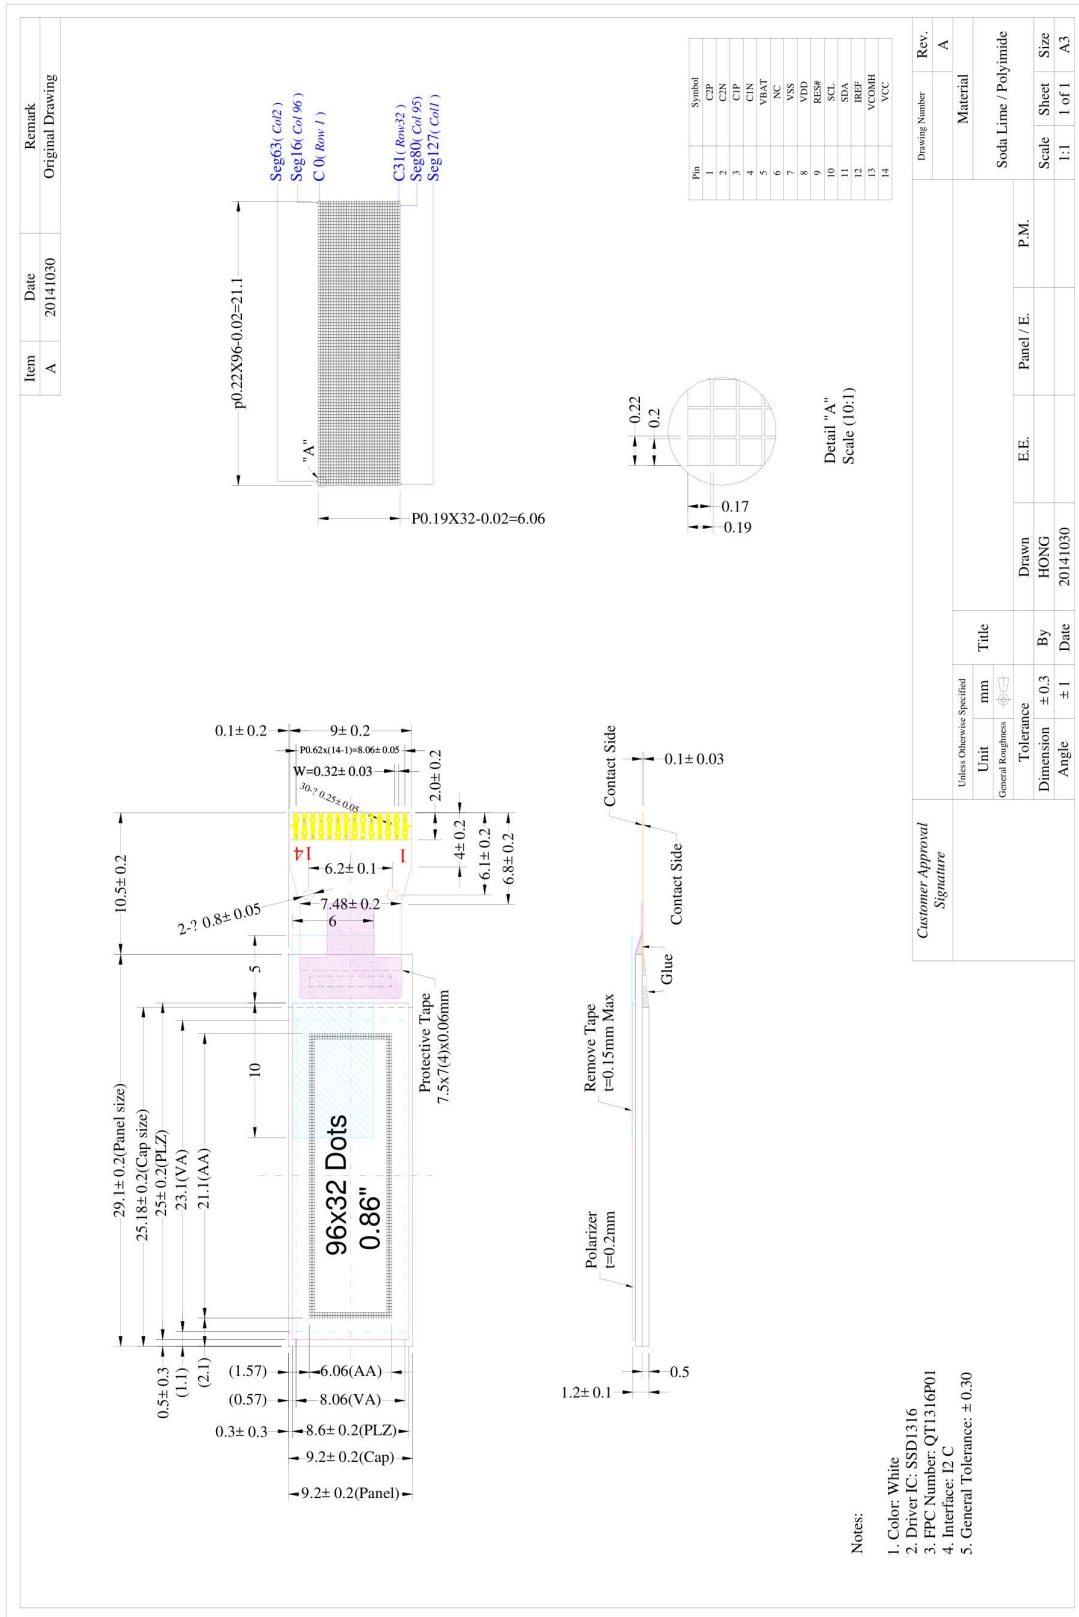 Item Date Remark
A 20141030 Original Drawing
29.1± 0.2(Panel size)
25.18± 0.2(Cap size)
25± 0.2(PLZ)
23.1(VA)
21.1(AA)
0.5± 0.3
(1.1)
(2.1)
10
5
10.5± 0.2
(1.57)
6.06(AA)
(0.57)
8.06(VA)
0.3± 0.3
8.6± 0.2(PLZ)
9.2± 0.2(Cap)
9.2± 0.2(Panel)
96x32 Dots
0.86"
Protective Tape
7.5x7(4)x0.06mm
2-? 0.8± 0.05
6
7.48± 0.2
6.2± 0.1
14
1
30-? 0.25± 0.05
W=0.32± 0.03
P0.62x(14-1)=8.06± 0.05
0.1± 0.2
9± 0.2
2.0± 0.2
4± 0.2
6.1± 0.2
6.8± 0.2
p0.22X96-0.02=21.1
"A"
P0.19X32-0.02=6.06
Seg63( Col2 )
Seg16( Col 96 )
C 0( Row 1 )
C31( Row32 )
Seg80( Col 95)
Seg127( Col1 )
Polarizer
t=0.2mm
Remove Tape
t=0.15mm Max
Glue
Contact Side
Contact Side
0.1± 0.03
1.2± 0.1
0.5
0.22
0.2
0.17
0.19
Detail "A"
Scale (10:1)
Pin Symbol
1 C2P
2 C2N
3 C1P
4 C1N
5 VBAT
6 NC
7 VSS
8 VDD
9 RES#
10 SCL
11 SDA
12 IREF
13 VCOMH
14 VCC
Notes:
1. Color: White
2. Driver IC: SSD1316
3. FPC Number: QT1316P01
4. Interface: I2 C
5. General Tolerance: ± 0.30
Customer Approval
Signature
Unless Otherwise Specified
Unit mm
General Roughness
Tolerance
Dimension ± 0.3
Angle ± 1
Title
By HONG
Date 20141030
Drawn E.E. Panel / E. P.M.
Drawing Number Rev.
A
Material
Soda Lime / Polyimide
Scale Sheet Size
1:1 1 of 1 A3